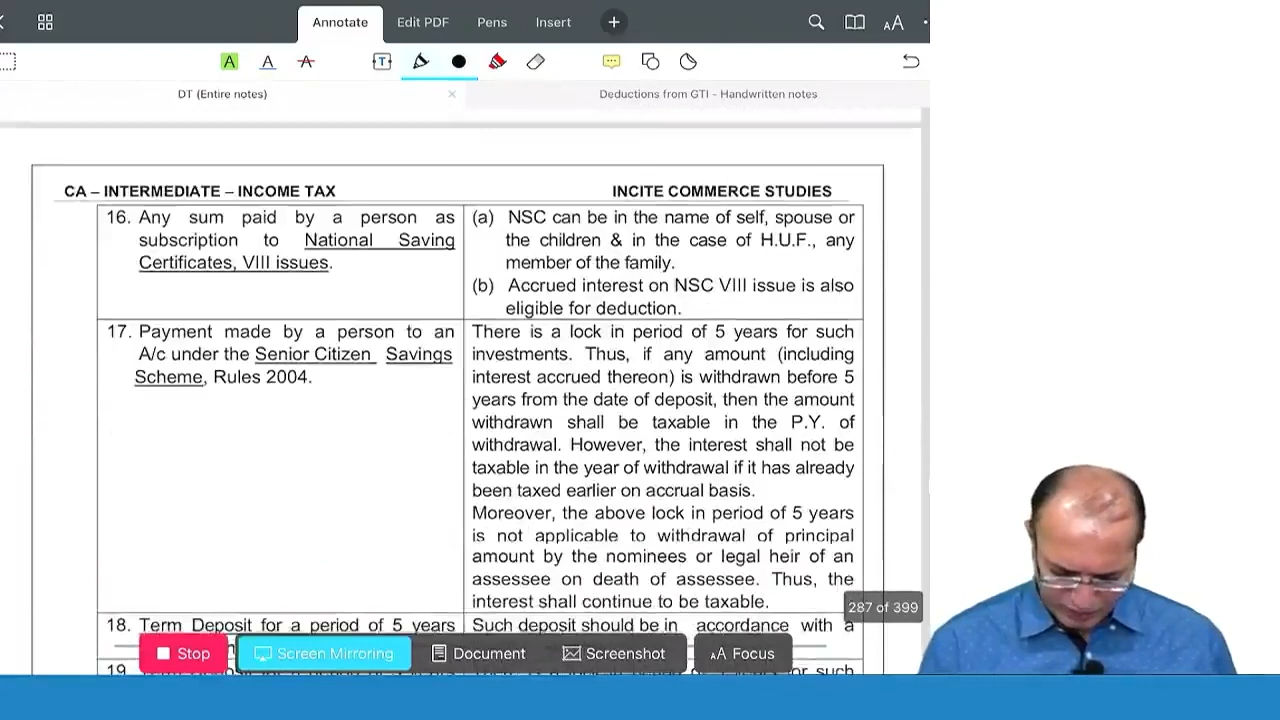 Annotate
Edit PDF
Pens
Insert
AA
A
A
A
T
DT (Entire notes)
Deductions from GTI - Handwritten notes
CA – INTERMEDIATE – INCOME TAX
INCITE COMMERCE STUDIES
16. Any sum paid by a person as
subscription to National Saving
Certificates, VIII issues.
(a) NSC can be in the name of self, spouse or
the children & in the case of H.U.F., any
member of the family.
(b) Accrued interest on NSC VIII issue is also
eligible for deduction.
17. Payment made by a person to an
A/c under the Senior Citizen Savings
Scheme, Rules 2004.
There is a lock in period of 5 years for such
investments. Thus, if any amount (including
interest accrued thereon) is withdrawn before 5
years from the date of deposit, then the amount
withdrawn shall be taxable in the P.Y. of
withdrawal. However, the interest shall not be
taxable in the year of withdrawal if it has already
been taxed earlier on accrual basis.
Moreover, the above lock in period of 5 years
is not applicable to withdrawal of principal
amount by the nominees or legal heir of an
assessee on death of assessee. Thus, the
interest shall continue to be taxable.
287 of 399
18. Term Deposit for a period of 5 years
Such deposit should be in accordance with a
Stop
Screen Mirroring
Document
Screenshot
AA Focus
19.